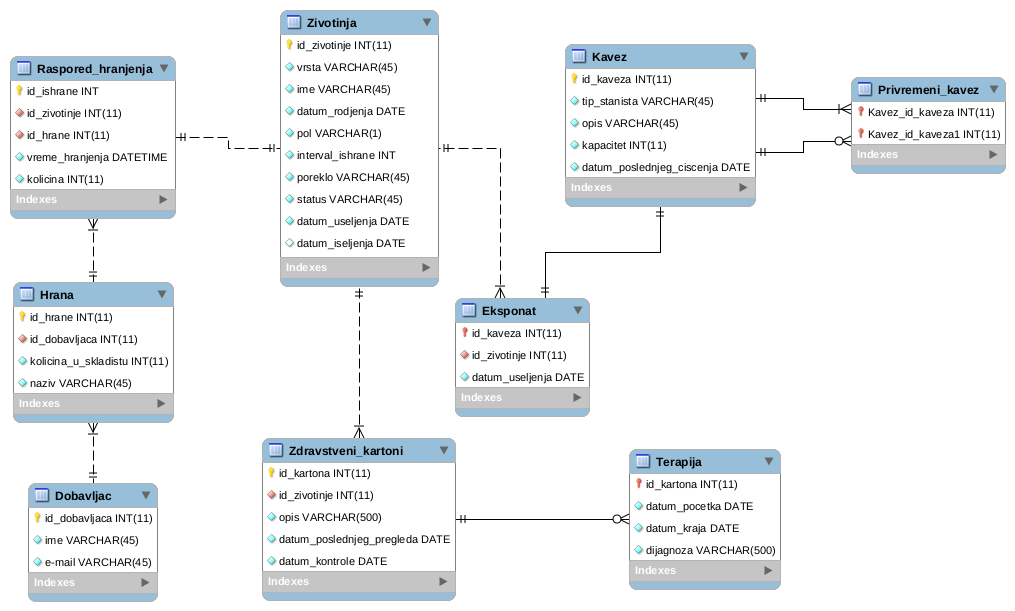 Raspored_hranjenja
id_ishrane INT
id_zivotinje INT(11)
id_hrane INT(11)
vreme_hranjenja DATETIME
kolicina INT(11)
Indexes
Zivotinja
id_zivotinje INT(11)
vrsta VARCHAR(45)
ime VARCHAR(45)
datum_rodjenja DATE
pol VARCHAR(1)
interval_ishrane INT
poreklo VARCHAR(45)
status VARCHAR(45)
datum_useljenja DATE
datum_iseljenja DATE
Indexes
Kavez
id_kaveza INT(11)
tip_stanista VARCHAR(45)
opis VARCHAR(45)
kapacitet INT(11)
datum_poslednjeg_ciscenja DATE
Indexes
Privremeni_kavez
Kavez_id_kaveza INT(11)
Kavez_id_kaveza1 INT(11)
Indexes
Hrana
id_hrane INT(11)
id_dobavljaca INT(11)
kolicina_u_skladistu INT(11)
naziv VARCHAR(45)
Indexes
Eksponat
id_kaveza INT(11)
id_zivotinje INT(11)
datum_useljenja DATE
Indexes
Dobavljac
id_dobavljaca INT(11)
ime VARCHAR(45)
e-mail VARCHAR(45)
Indexes
Zdravstveni_kartoni
id_kartona INT(11)
id_zivotinje INT(11)
opis VARCHAR(500)
datum_poslednjeg_pregleda DATE
datum_kontrole DATE
Indexes
Terapija
id_kartona INT(11)
datum_pocetka DATE
datum_kraja DATE
dijagnoza VARCHAR(500)
Indexes